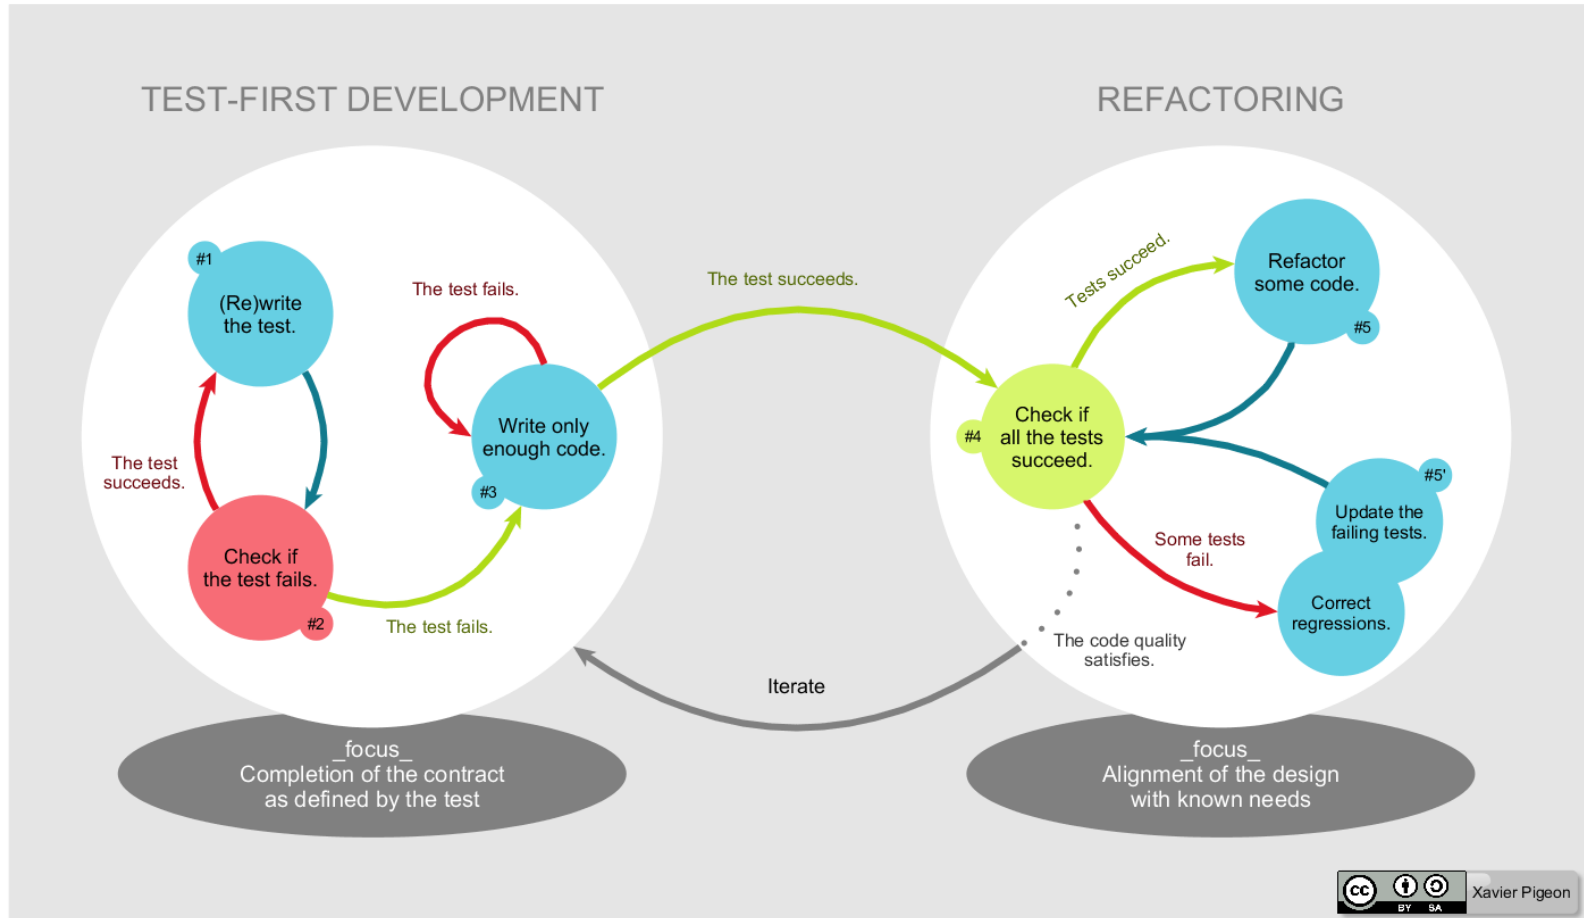 TEST-FIRST DEVELOPMENT
REFACTORING
#1
(Re)write
the test.
The test
succeeds.
Check if
the test fails.
#2
The test fails.
The test fails.
Write only
enough code.
#3
The test succeeds.
Tests succeed.
Refactor
some code.
#5
Check if
all the tests
succeed.
#4
#5'
Update the
failing tests.
Some tests
fail.
Correct
regressions.
The code quality
satisfies.
Iterate
_focus_
Completion of the contract
as defined by the test
_focus_
Alignment of the design
with known needs
cc
BY SA
Xavier Pigeon